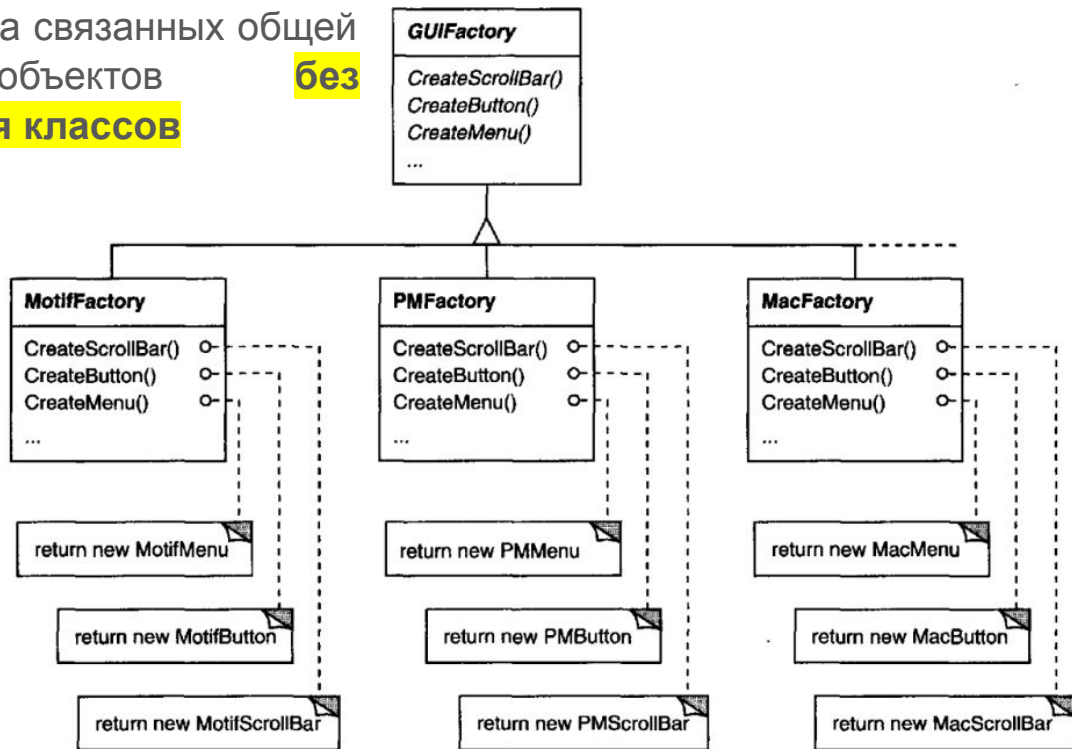 а связанных общей
объектов без
я классов
GUIFactory
CreateScrollBar()
CreateButton()
CreateMenu()
...
MotifFactory
CreateScrollBar()
CreateButton()
CreateMenu()
...
PMFactory
CreateScrollBar()
CreateButton()
CreateMenu()
...
MacFactory
CreateScrollBar()
CreateButton()
CreateMenu()
...
return new MotifMenu
return new PMMenu
return new MacMenu
return new MotifButton
return new PMButton
return new MacButton
return new MotifScrollBar
return new PMScrollBar
return new MacScrollBar